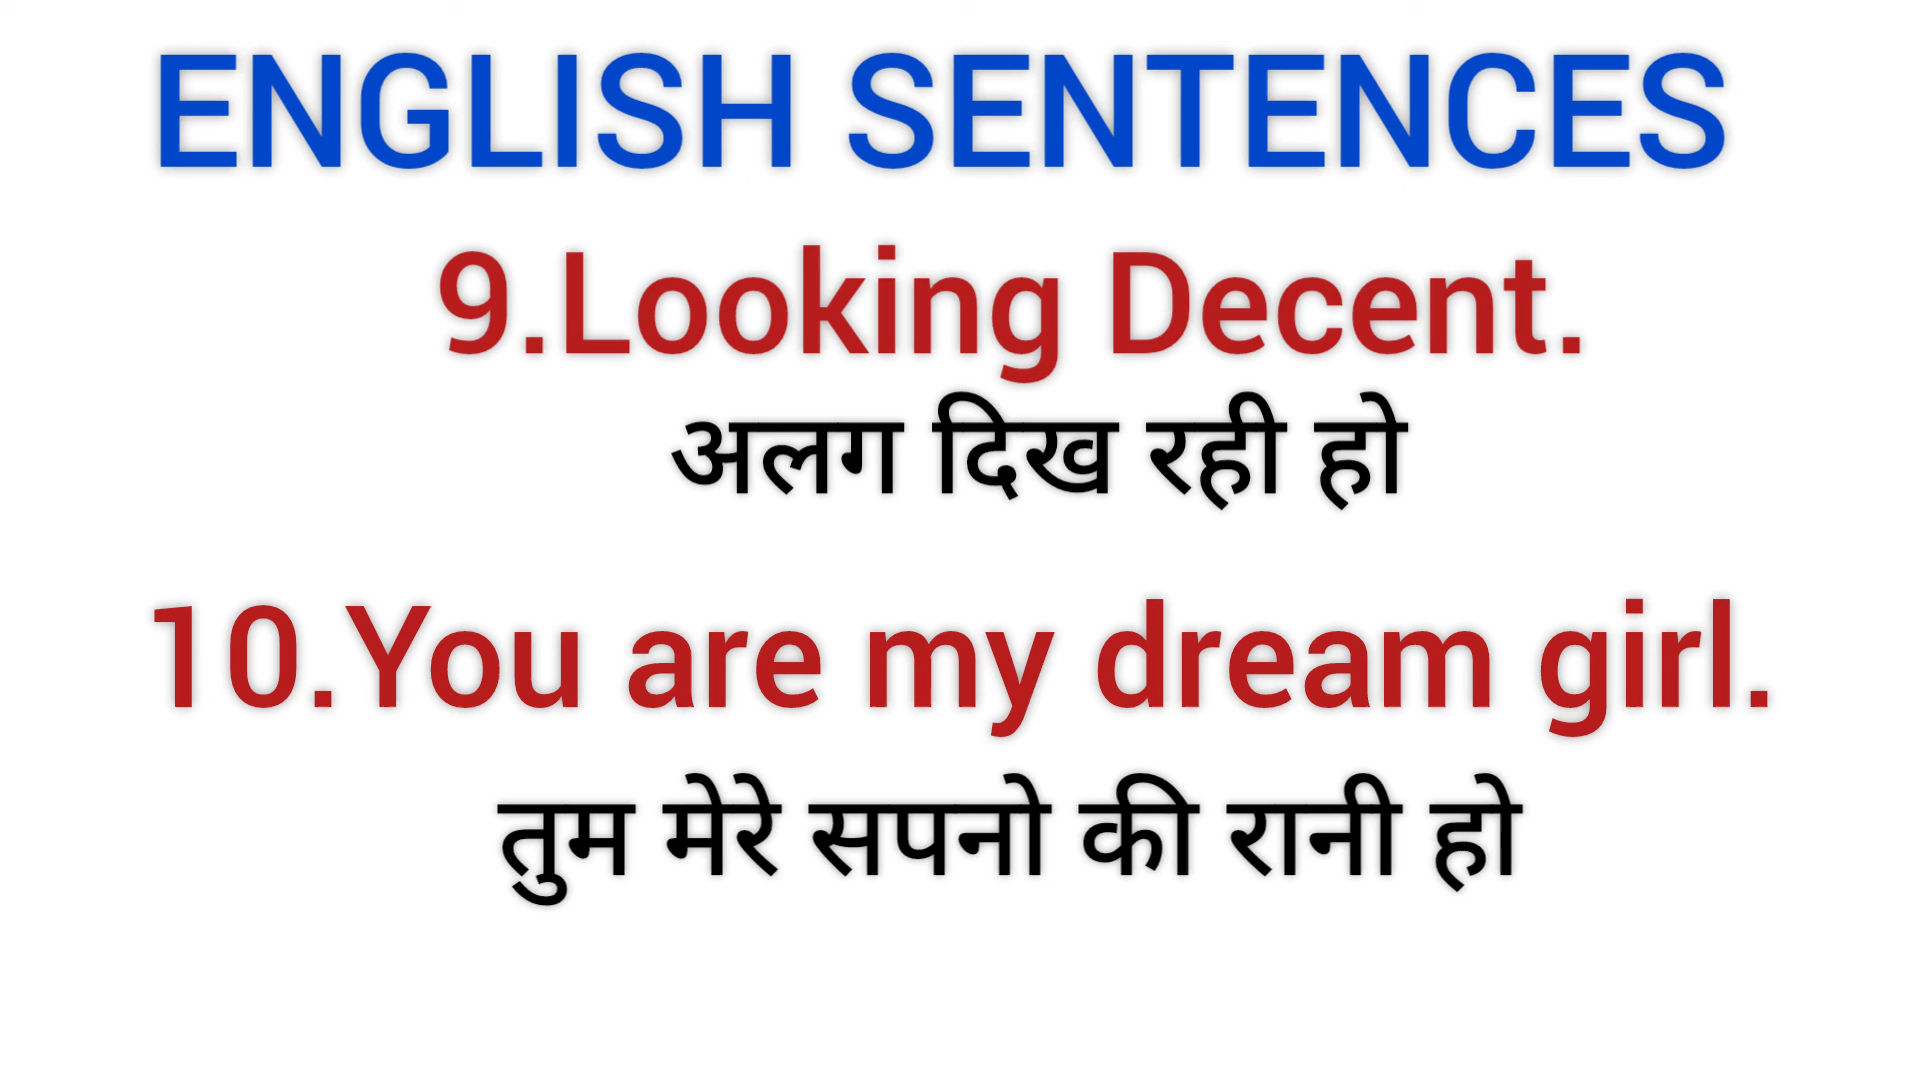 ENGLISH SENTENCES
9.Looking Decent.
अलग दिख रही हो
10.You are my dream girl.
तुम मेरे सपनो की रानी हो